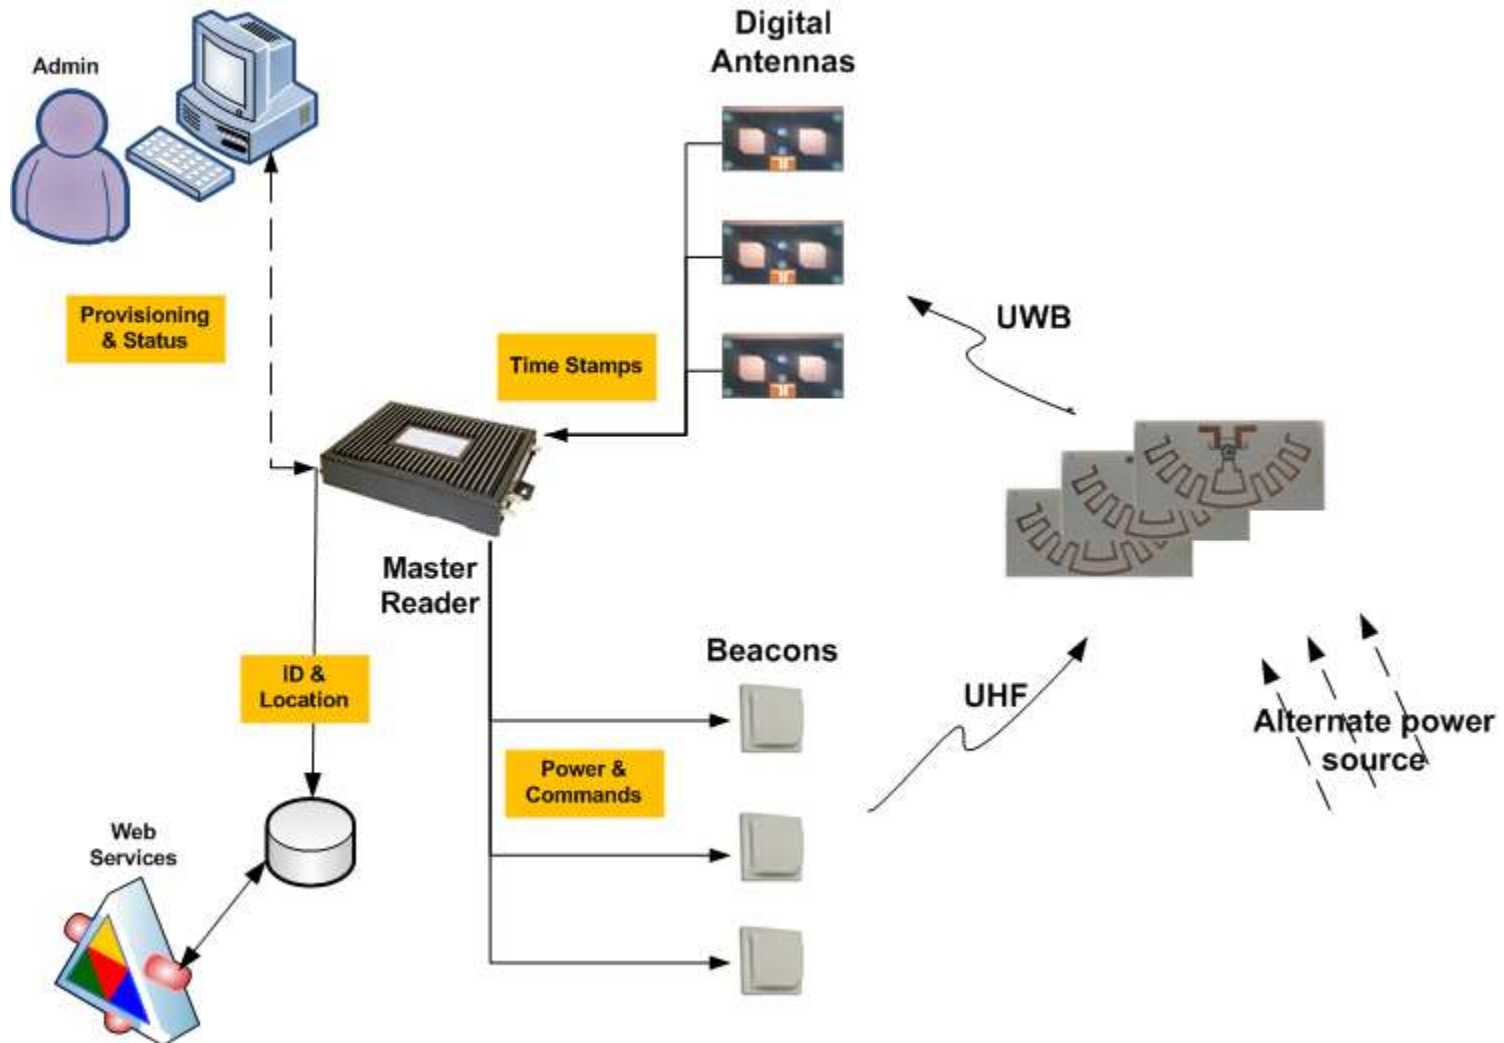 Digital
Antennas
Admin
Provisioning
& Status
UWB
Time Stamps
Master
Reader
Beacons
ID &
Location
UHF
Alternate power
source
Power &
Commands
Web
Services